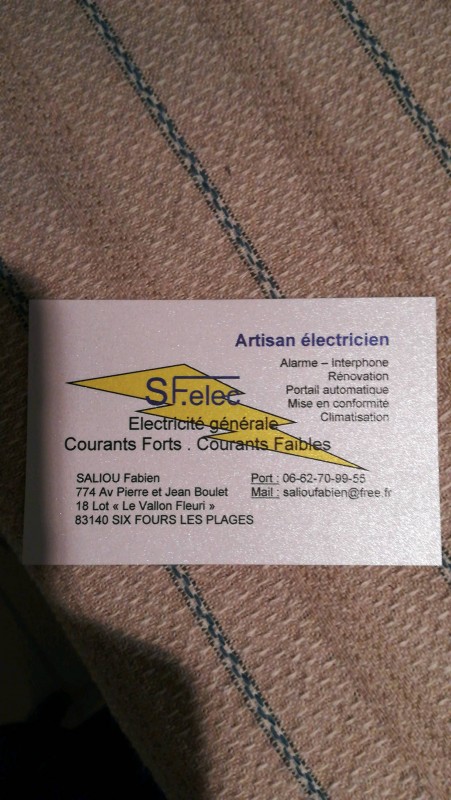 Artisan électricien
Alarme – Interphone
Rénovation
Portail automatique
Mise en conformité
Climatisation
SF.elec
Electricité générale
Courants Forts . Courants Faibles
SALIOU Fabien
774 Av Pierre et Jean Boulet
18 Lot « Le Vallon Fleuri »
83140 SIX FOURS LES PLAGES
Port : 06-62-70-99-55
Mail : salioufabien@free.fr